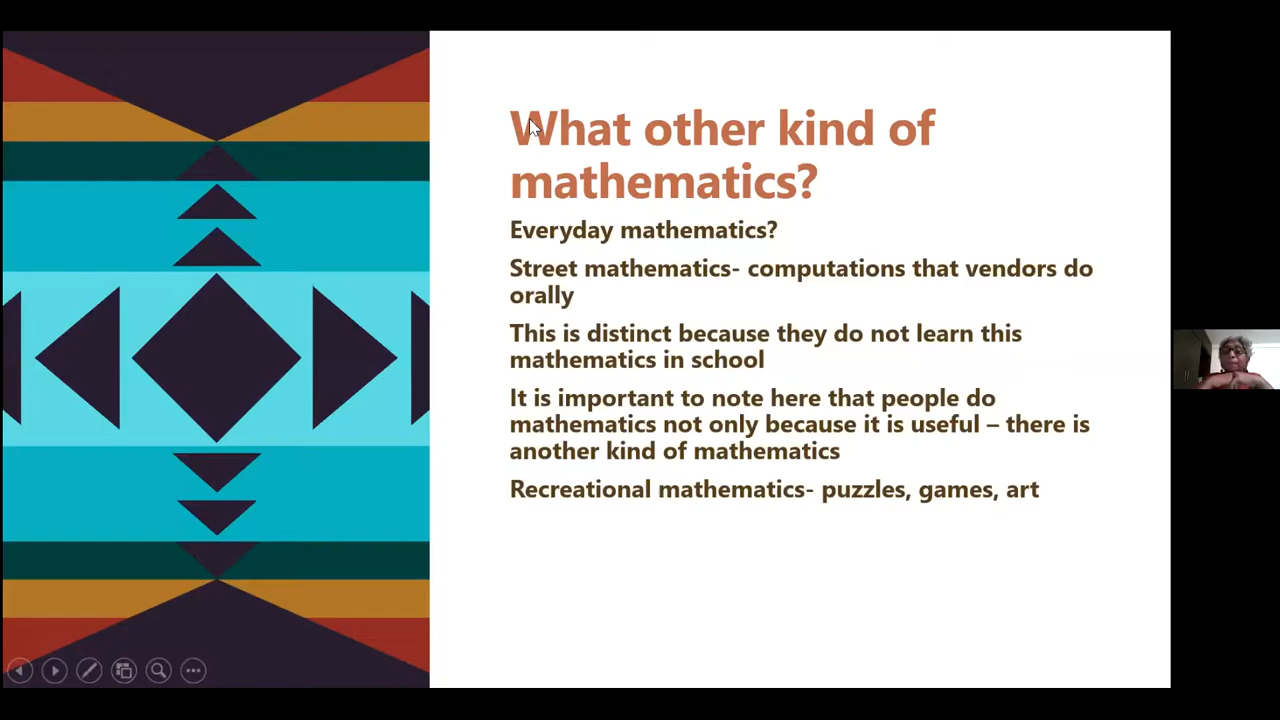 What other kind of
mathematics?
Everyday mathematics?
Street mathematics- computations that vendors do
orally
This is distinct because they do not learn this
mathematics in school
It is important to note here that people do
mathematics not only because it is useful – there is
another kind of mathematics
Recreational mathematics- puzzles, games, art